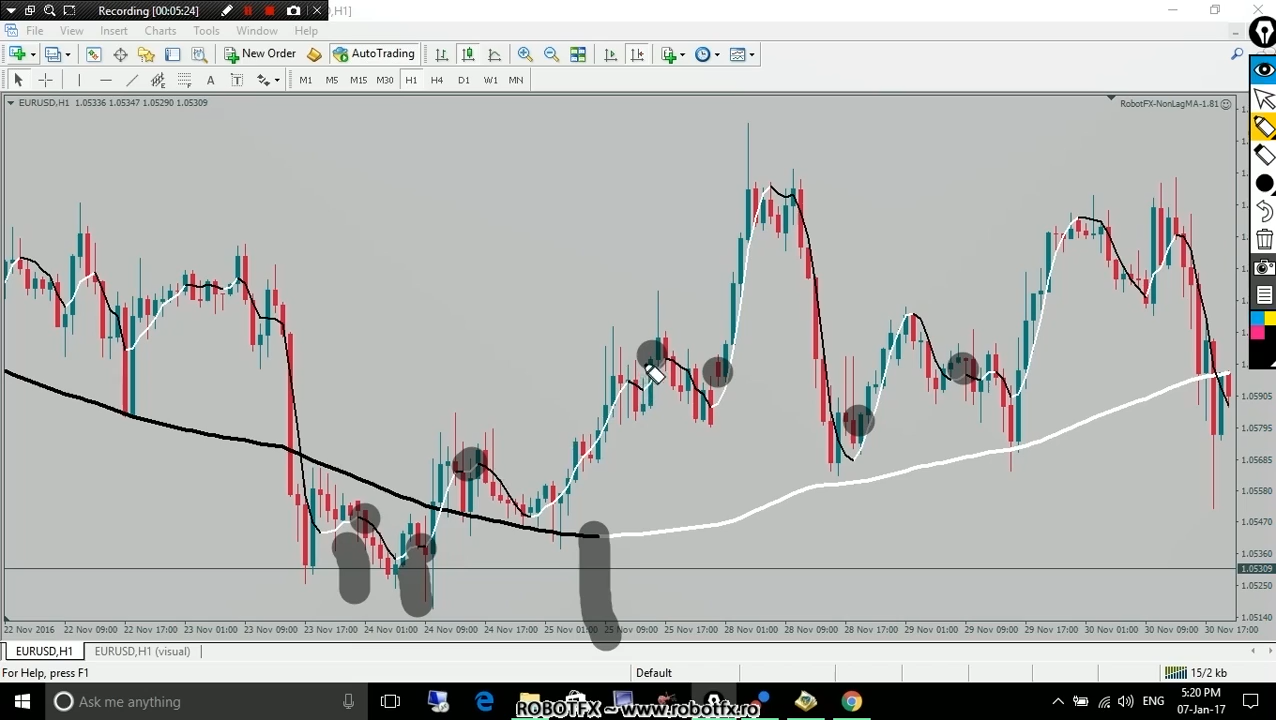 Recording [00:05:24]
H1]
File View Insert Charts Tools Window Help
New Order AutoTrading
A T M1 M5 M15 M30 H1 H4 D1 W1 MN
EURUSD,H1 1.05336 1.05347 1.05290 1.05309
RobotFX-NonLagMA-1.81
1.05905
1.05795
1.05685
1.05580
1.05470
1.05360
1.05309
1.05250
1.05140
22 Nov 2016 22 Nov 09:00 22 Nov 17:00 23 Nov 01:00 23 Nov 09:00 23 Nov 17:00 24 Nov 01:00 24 Nov 09:00 24 Nov 17:00 25 Nov 01:00 25 Nov 09:00 25 Nov 17:00 28 Nov 01:00 28 Nov 09:00 28 Nov 17:00 29 Nov 01:00 29 Nov 09:00 29 Nov 17:00 30 Nov 01:00 30 Nov 09:00 30 Nov 17:00
EURUSD,H1 EURUSD,H1 (visual)
For Help, press F1 Default 15/2 kb
Ask me anything ENG 5:20 PM
07-Jan-17
ROBOTFX ~ www.robotfx.ro